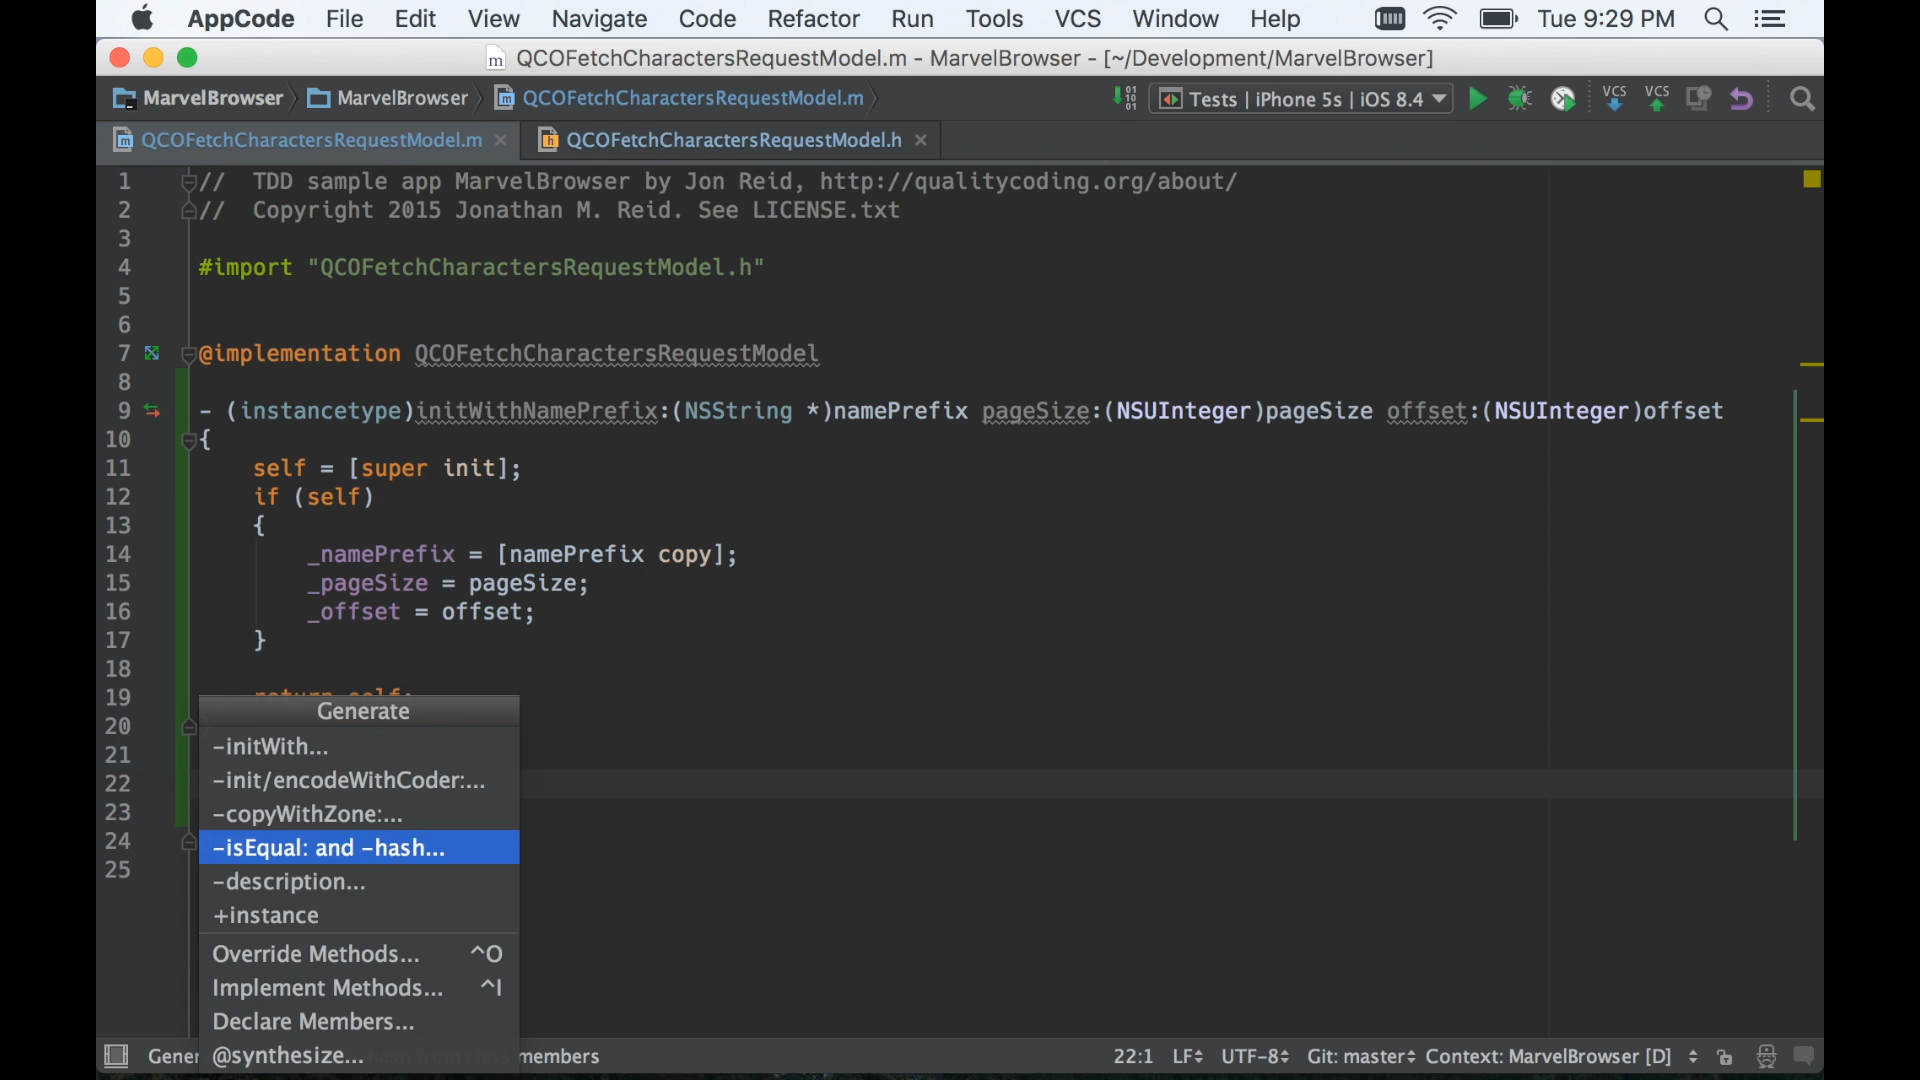 AppCode File Edit View Navigate Code Refactor Run Tools VCS Window Help Tue 9:29 PM
QCOFetchCharactersRequestModel.m - MarvelBrowser - [~/Development/MarvelBrowser]
MarvelBrowser MarvelBrowser QCOFetchCharactersRequestModel.m Tests | iPhone 5s | iOS 8.4 VCS VCS
QCOFetchCharactersRequestModel.m QCOFetchCharactersRequestModel.h
1 // TDD sample app MarvelBrowser by Jon Reid, http://qualitycoding.org/about/
2 // Copyright 2015 Jonathan M. Reid. See LICENSE.txt
3
4 #import "QCOFetchCharactersRequestModel.h"
5
6
7 @implementation QCOFetchCharactersRequestModel
8
9 - (instancetype)initWithNamePrefix:(NSString *)namePrefix pageSize:(NSUInteger)pageSize offset:(NSUInteger)offset
10 {
11 self = [super init];
12 if (self)
13 {
14 _namePrefix = [namePrefix copy];
15 _pageSize = pageSize;
16 _offset = offset;
17 }
18
19 return self;
20
21
22
23
24
25
Generate
-initWith...
-init/encodeWithCoder:...
-copyWithZone:...
-isEqual: and -hash...
-description...
+instance
Override Methods... ^O
Implement Methods... ^I
Declare Members...
@synthesize...
members 22:1 LF UTF-8 Git: master Context: MarvelBrowser [D]